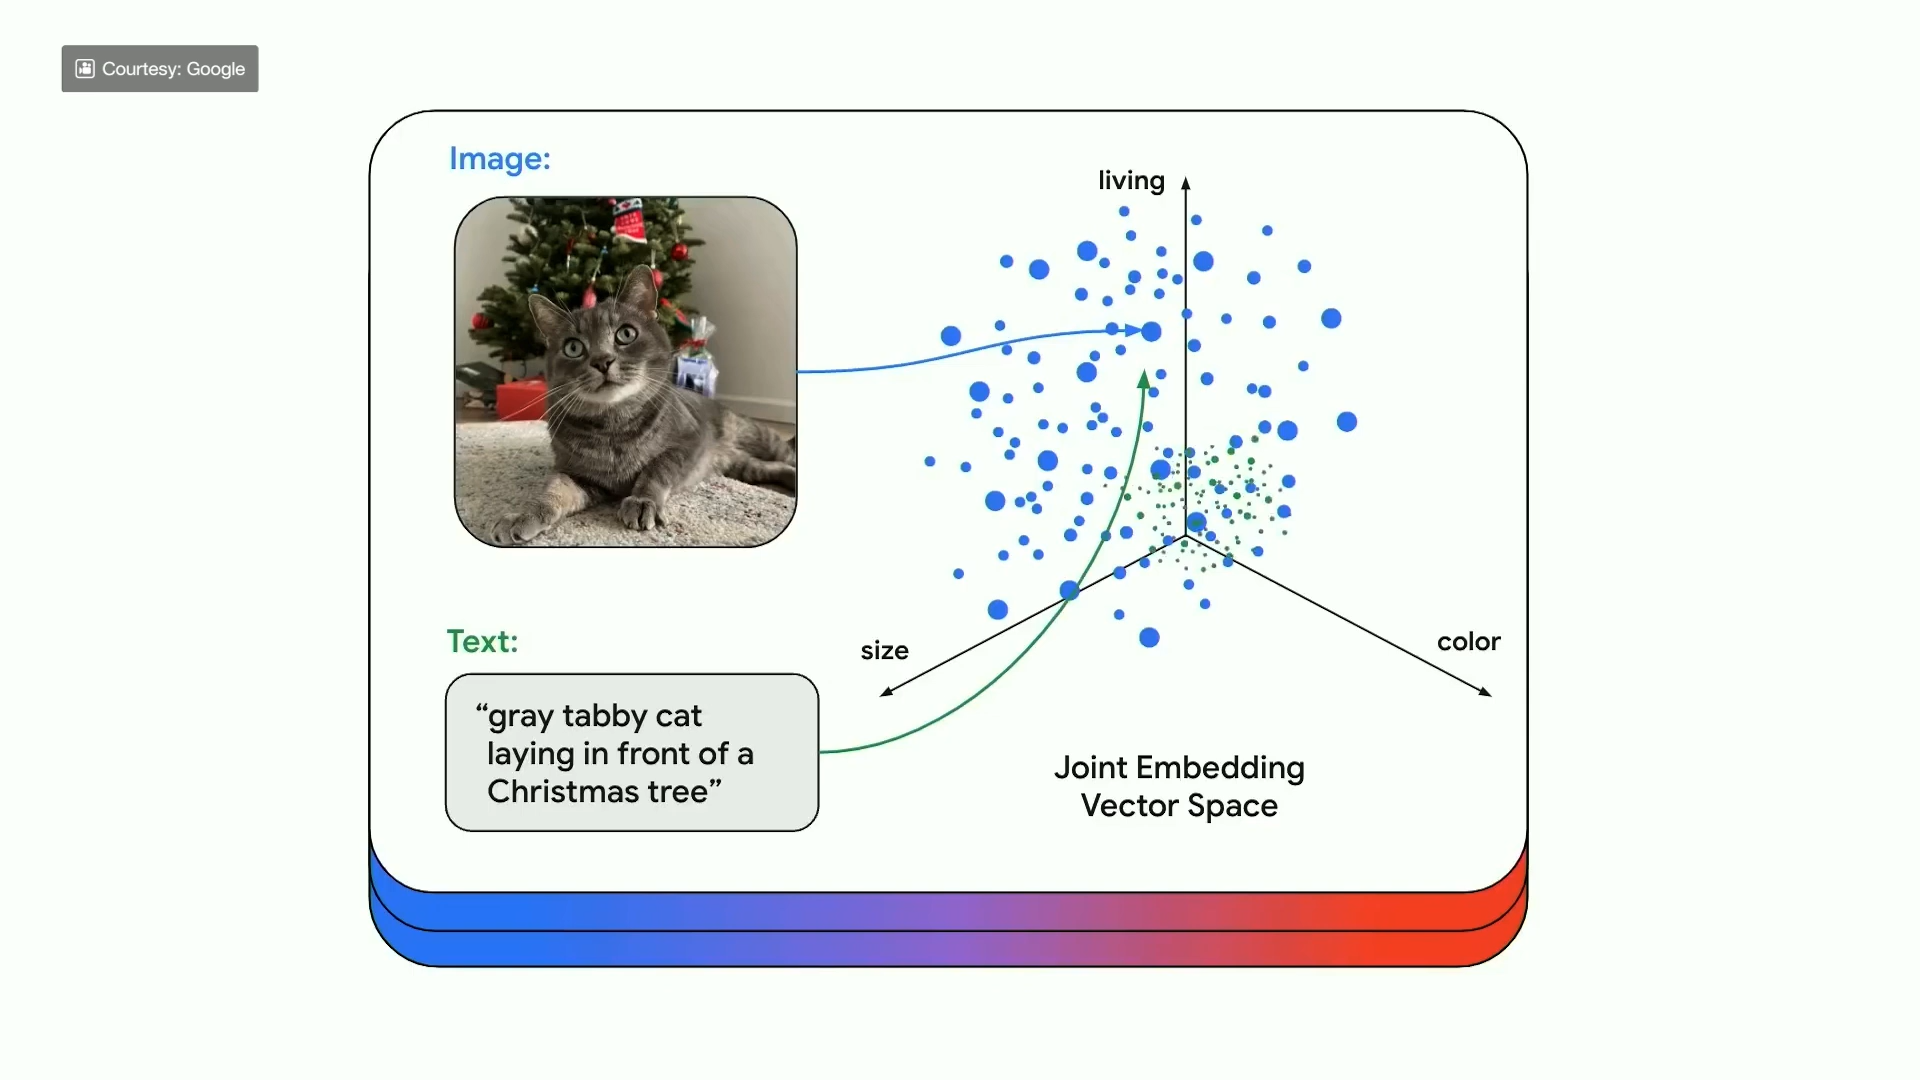 Courtesy: Google
Image:
living
size
color
Text:
“gray tabby cat
laying in front of a
Christmas tree”
Joint Embedding
Vector Space